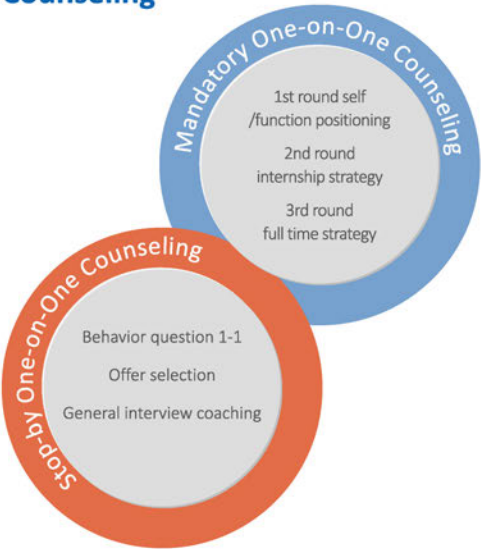 Counseling
Mandatory One-on-One Counseling
1st round self
/function positioning
2nd round
internship strategy
3rd round
full time strategy
Stop-by One-on-One Counseling
Behavior question 1-1
Offer selection
General interview coaching